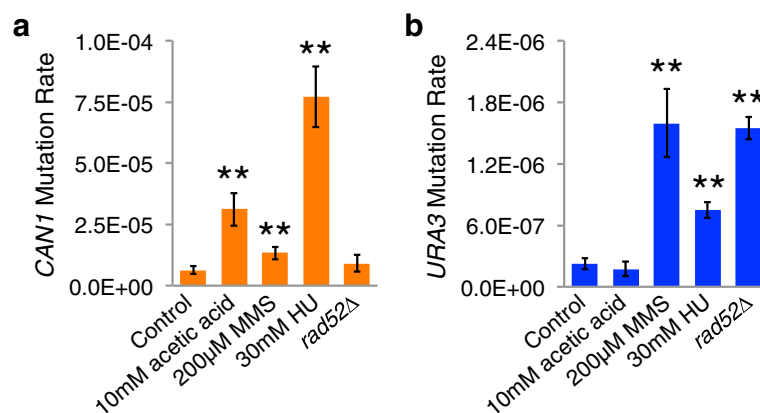 a
CAN1 Mutation Rate
1.0E-04
7.5E-05
5.0E-05
2.5E-05
0.0E+00
**
**
**
Control
10mM acetic acid
200µM MMS
30mM HU
rad52Δ
b
URA3 Mutation Rate
2.4E-06
1.8E-06
1.2E-06
6.0E-07
0.0E+00
**
**
**
Control
10mM acetic acid
200µM MMS
30mM HU
rad52Δ